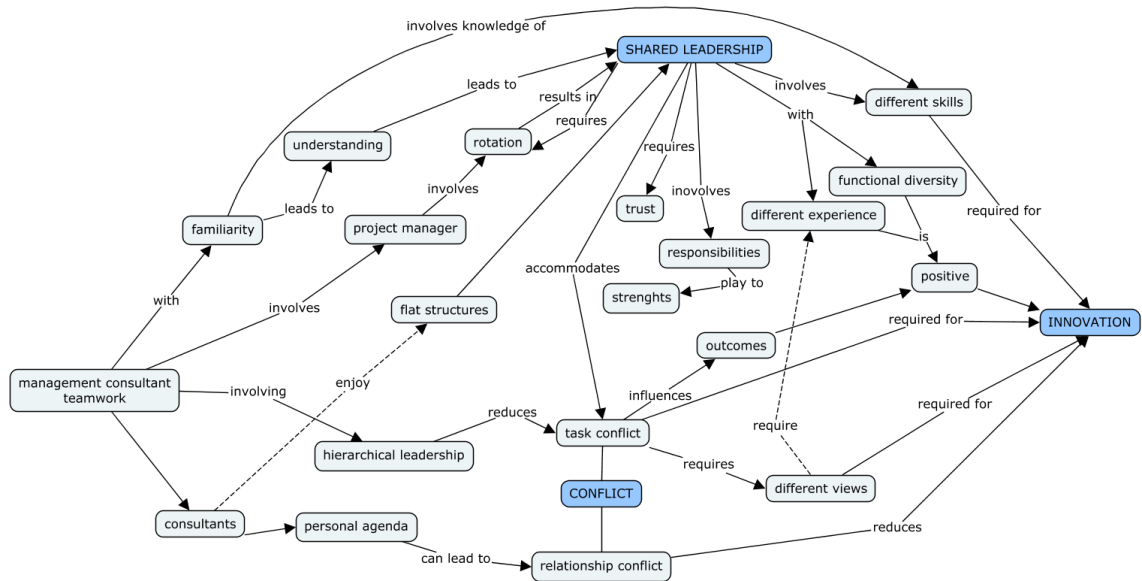 involves knowledge of
SHARED LEADERSHIP
leads to
involves
different skills
results in
with
requires
understanding
rotation
requires
functional diversity
involves
inovolves
leads to
trust
different experience
required for
familiarity
project manager
is
responsibilities
accommodates
positive
play to
with
strenghts
involves
flat structures
required for
INNOVATION
outcomes
management consultant
teamwork
enjoy
involving
influences
required for
reduces
require
task conflict
hierarchical leadership
requires
different views
CONFLICT
consultants
personal agenda
reduces
can lead to
relationship conflict